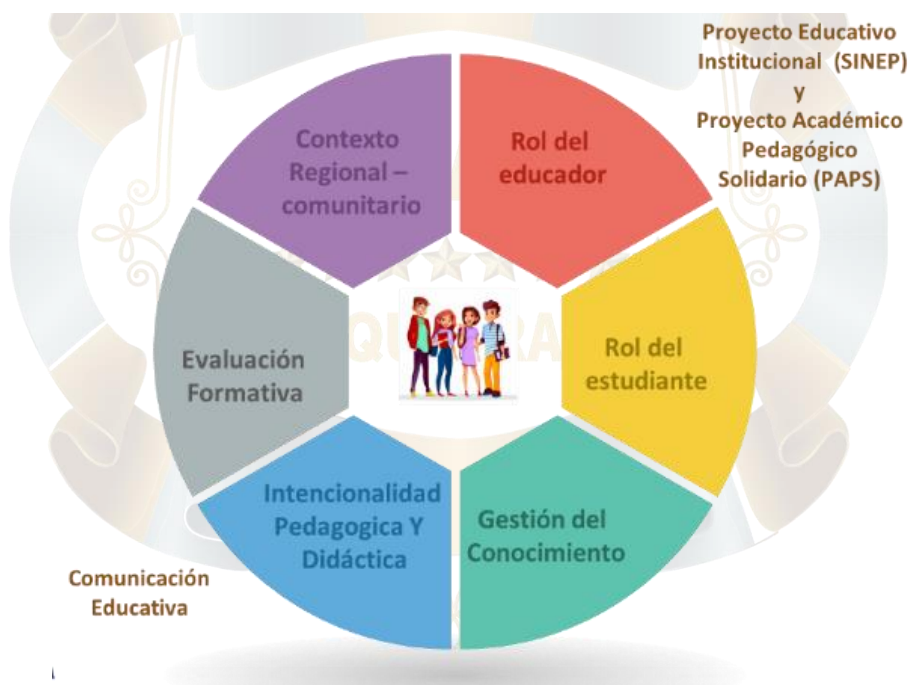 Proyecto Educativo
Institucional (SINEP)
y
Proyecto Académico
Pedagógico
Solidario (PAPS)
Contexto
Regional –
comunitario
Rol del
educador
Evaluación
Formativa
Rol del
estudiante
Intencionalidad
Pedagogica Y
Didáctica
Gestión del
Conocimiento
Comunicación
Educativa